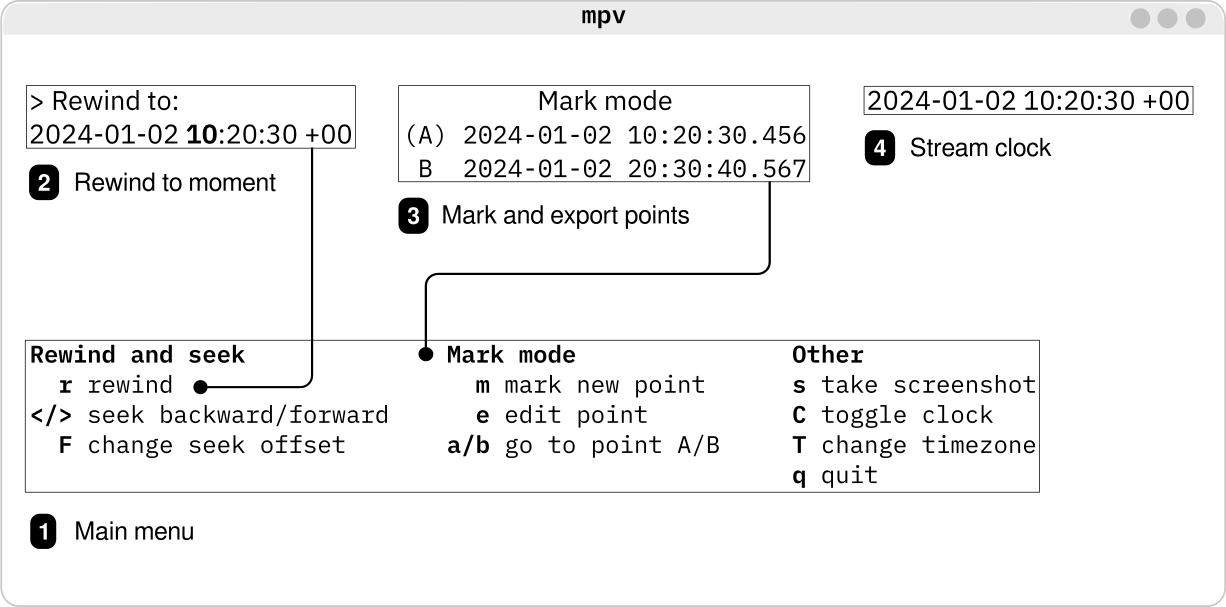 mpv
> Rewind to:
2024-01-02 10:20:30 +00
2 Rewind to moment
Mark mode
(A) 2024-01-02 10:20:30.456
B 2024-01-02 20:30:40.567
3 Mark and export points
2024-01-02 10:20:30 +00
4 Stream clock
Rewind and seek
r rewind
</> seek backward/forward
F change seek offset
Mark mode
m mark new point
e edit point
a/b go to point A/B
Other
s take screenshot
C toggle clock
T change timezone
q quit
1 Main menu